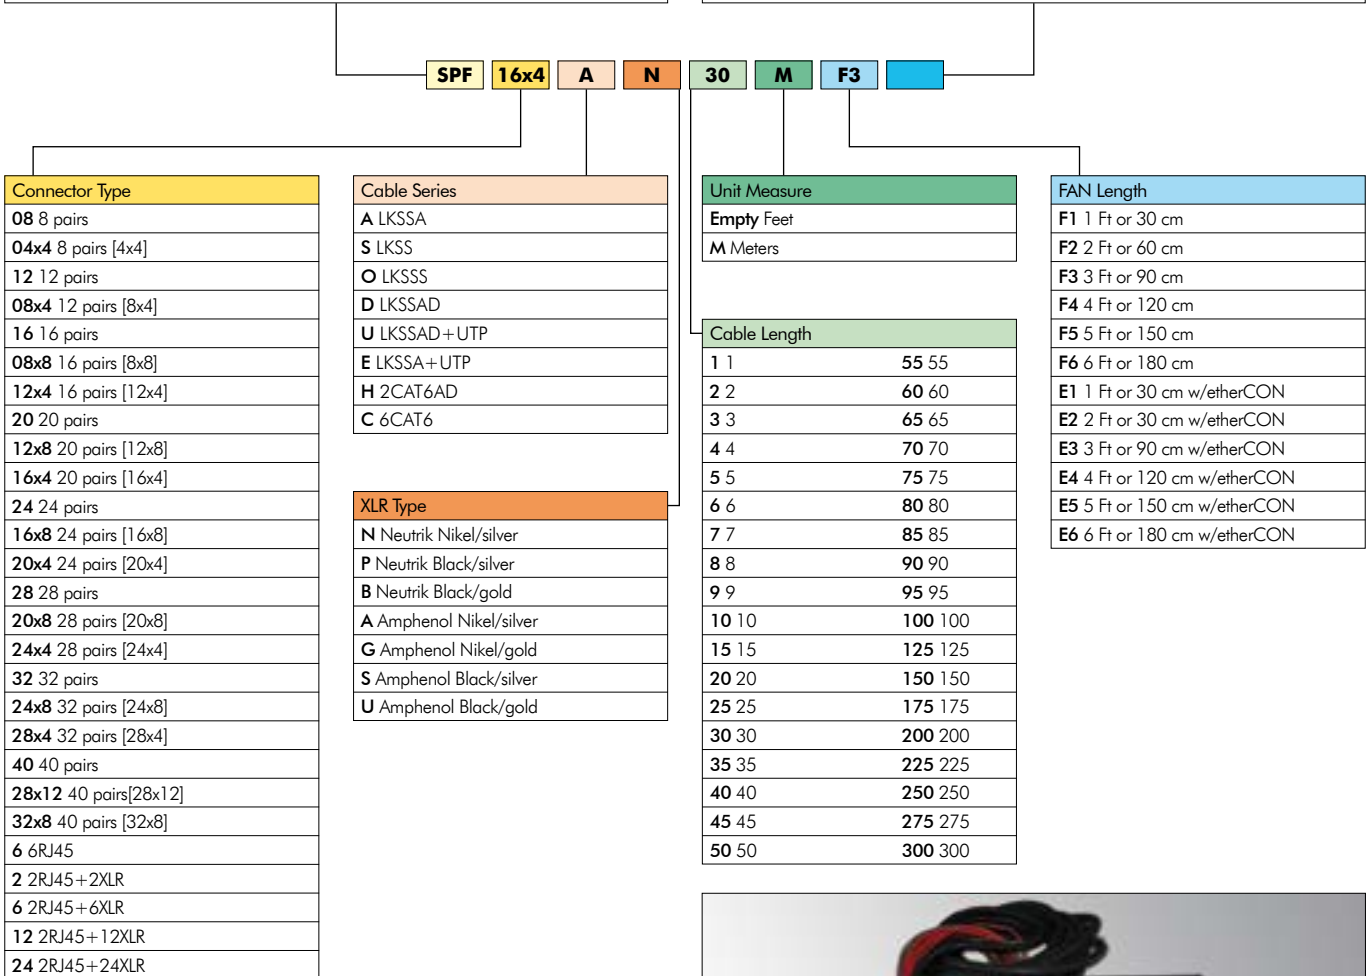 SPF 16x4 A N 30 M F3
Connector Type
08 8 pairs
04x4 8 pairs [4x4]
12 12 pairs
08x4 12 pairs [8x4]
16 16 pairs
08x8 16 pairs [8x8]
12x4 16 pairs [12x4]
20 20 pairs
12x8 20 pairs [12x8]
16x4 20 pairs [16x4]
24 24 pairs
16x8 24 pairs [16x8]
20x4 24 pairs [20x4]
28 28 pairs
20x8 28 pairs [20x8]
24x4 28 pairs [24x4]
32 32 pairs
24x8 32 pairs [24x8]
28x4 32 pairs [28x4]
40 40 pairs
28x12 40 pairs[28x12]
32x8 40 pairs [32x8]
6 6RJ45
2 2RJ45+2XLR
6 2RJ45+6XLR
12 2RJ45+12XLR
24 2RJ45+24XLR
Cable Series
A LKSSA
S LKSS
O LKSSS
D LKSSAD
U LKSSAD+UTP
E LKSSA+UTP
H 2CAT6AD
C 6CAT6
XLR Type
N Neutrik Nikel/silver
P Neutrik Black/silver
B Neutrik Black/gold
A Amphenol Nikel/silver
G Amphenol Nikel/gold
S Amphenol Black/silver
U Amphenol Black/gold
Unit Measure
Empty Feet
M Meters
Cable Length
1 1 55 55
2 2 60 60
3 3 65 65
4 4 70 70
5 5 75 75
6 6 80 80
7 7 85 85
8 8 90 90
9 9 95 95
10 10 100 100
15 15 125 125
20 20 150 150
25 25 175 175
30 30 200 200
35 35 225 225
40 40 250 250
45 45 275 275
50 50 300 300
FAN Length
F1 1 Ft or 30 cm
F2 2 Ft or 60 cm
F3 3 Ft or 90 cm
F4 4 Ft or 120 cm
F5 5 Ft or 150 cm
F6 6 Ft or 180 cm
E1 1 Ft or 30 cm w/etherCON
E2 2 Ft or 30 cm w/etherCON
E3 3 Ft or 90 cm w/etherCON
E4 4 Ft or 120 cm w/etherCON
E5 5 Ft or 150 cm w/etherCON
E6 6 Ft or 180 cm w/etherCON